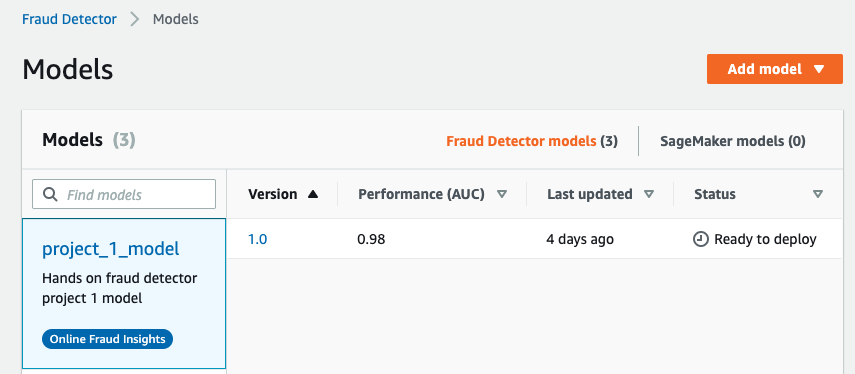 Fraud Detector > Models
Models
Add model
Models (3)
Fraud Detector models (3)
SageMaker models (0)
Find models
Version
Performance (AUC)
Last updated
Status
project_1_model
Hands on fraud detector
project 1 model
Online Fraud Insights
1.0
0.98
4 days ago
Ready to deploy